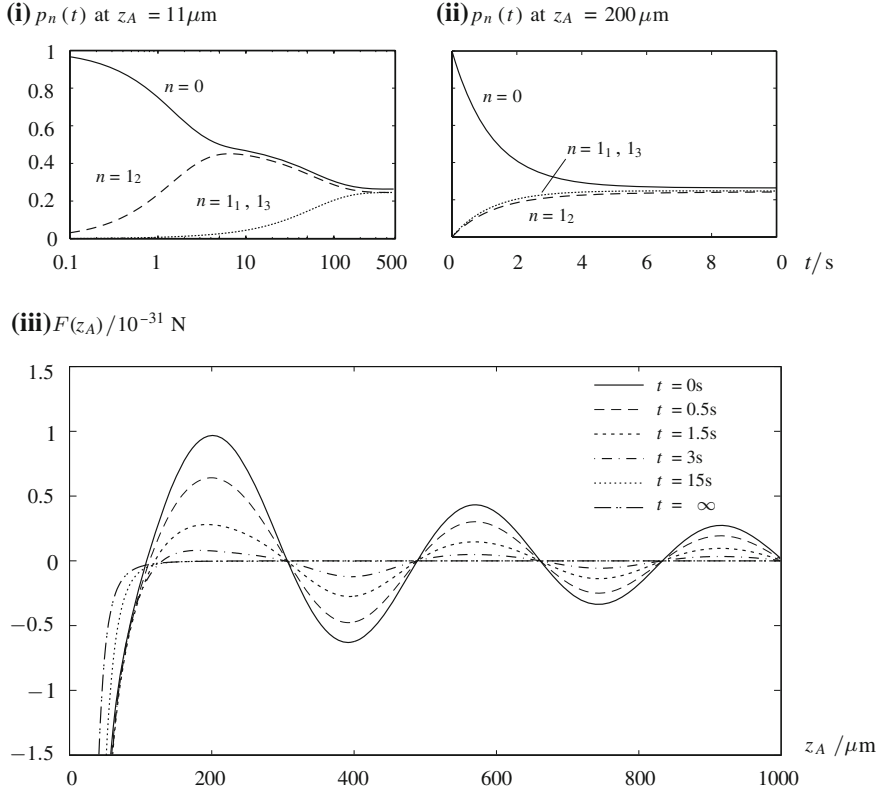 (i) p_n (t) at z_A = 11μm
(ii) p_n (t) at z_A = 200μm
1
0.8
0.6
0.4
0.2
0
n = 0
n = 1_2
n = 1_1 , 1_3
0.1 1 10 100 500
n = 0
n = 1_1 , 1_3
n = 1_2
0 2 4 6 8 0 t/s
(iii) F(z_A) /10^−31 N
1.5
1
0.5
0
−0.5
−1
−1.5
t = 0s
t = 0.5s
t = 1.5s
t = 3s
t = 15s
t = ∞
z_A /μm
0 200 400 600 800 1000